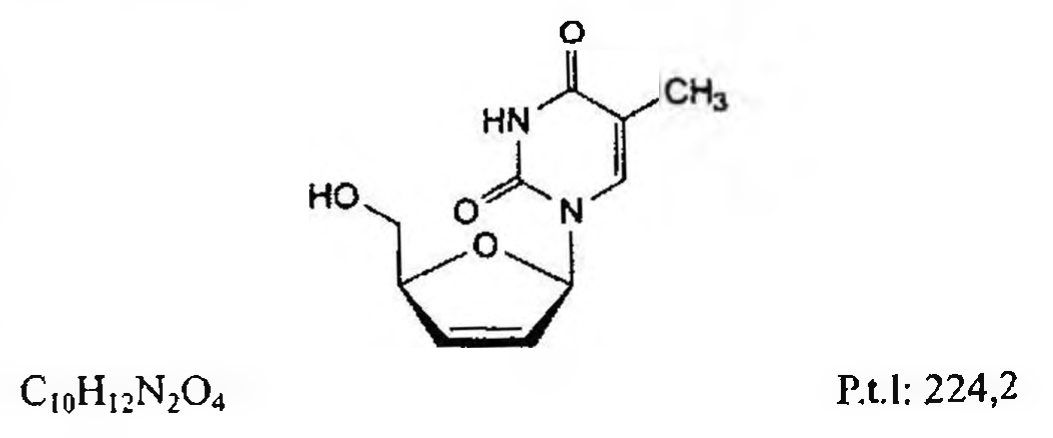 O
CH₃
HN
HO
O
N
O
C₁₀H₁₂N₂O₄
P.t.l: 224,2